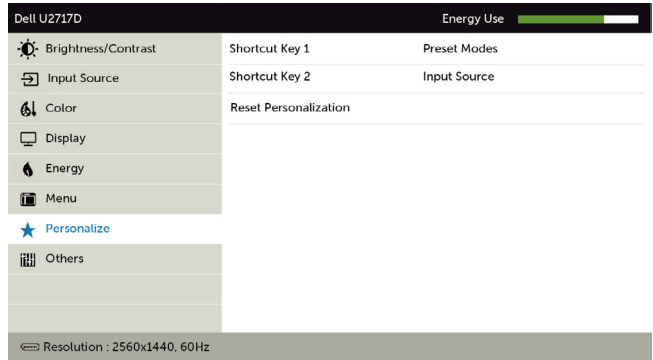 Dell U2717D Energy Use
Brightness/Contrast Shortcut Key 1 Preset Modes
Input Source Shortcut Key 2 Input Source
Color Reset Personalization
Display
Energy
Menu
Personalize
Others
Resolution : 2560x1440, 60Hz